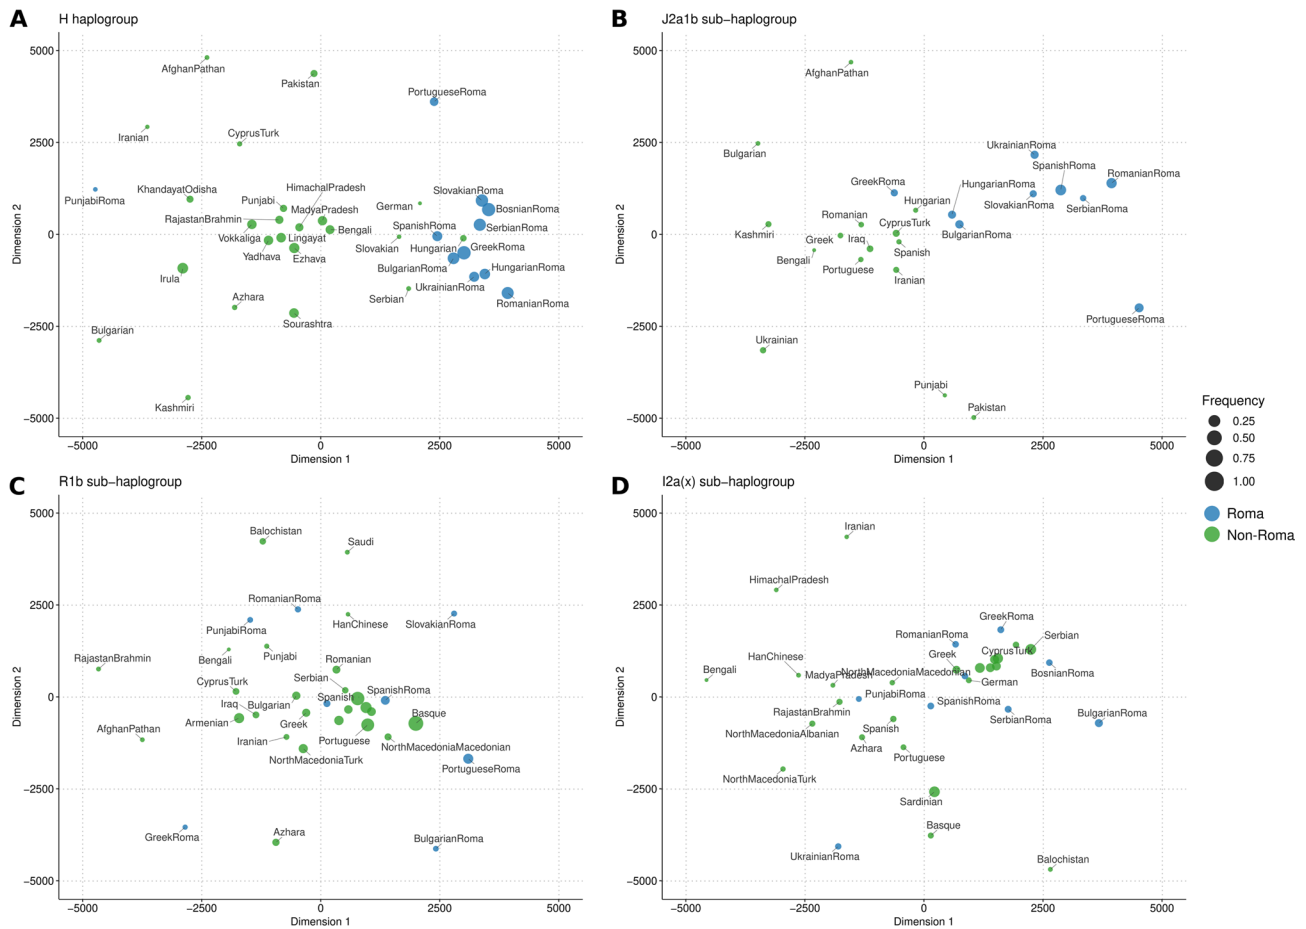 A
H haplogroup
5000
2500
0
−2500
−5000
−5000
−2500
0
2500
5000
Dimension 1
Dimension 2
AfghanPathan
Pakistan
PortugueseRoma
Iranian
CyprusTurk
PunjabiRoma
KhandayatOdisha
HimachalPradesh
SlovakianRoma
Punjabi
MadyaPradesh
German
BosnianRoma
RajastanBrahmin
Bengali
SpanishRoma
SerbianRoma
Vokkaliga
Lingayat
Slovakian
Hungarian
GreekRoma
Yadhava
Ezhava
BulgarianRoma
HungarianRoma
Irula
UkrainianRoma
Azhara
Serbian
RomanianRoma
Sourashtra
Bulgarian
Kashmiri
B
J2a1b sub−haplogroup
5000
2500
0
−2500
−5000
−5000
−2500
0
2500
5000
Dimension 1
Dimension 2
AfghanPathan
Bulgarian
UkrainianRoma
SpanishRoma
RomanianRoma
GreekRoma
HungarianRoma
Hungarian
SlovakianRoma
SerbianRoma
Romanian
CyprusTurk
Kashmiri
Greek
Iraq
BulgarianRoma
Spanish
Bengali
Portuguese
Iranian
PortugueseRoma
Ukrainian
Punjabi
Pakistan
C
R1b sub−haplogroup
5000
2500
0
−2500
−5000
−5000
−2500
0
2500
5000
Dimension 1
Dimension 2
Balochistan
Saudi
RomanianRoma
PunjabiRoma
HanChinese
SlovakianRoma
RajastanBrahmin
Bengali
Punjabi
Romanian
CyprusTurk
Serbian
SpanishRoma
Iraq
Bulgarian
Spanish
Armenian
Greek
Basque
AfghanPathan
Iranian
Portuguese
NorthMacedoniaMacedonian
NorthMacedoniaTurk
PortugueseRoma
GreekRoma
Azhara
BulgarianRoma
D
I2a(x) sub−haplogroup
5000
2500
0
−2500
−5000
−5000
−2500
0
2500
5000
Dimension 1
Dimension 2
Iranian
HimachalPradesh
GreekRoma
RomanianRoma
Serbian
HanChinese
Greek
CyprusTurk
Bengali
MadyaPradesh
NorthMacedoniaMacedonian
BosnianRoma
German
PunjabiRoma
SpanishRoma
RajastanBrahmin
SerbianRoma
BulgarianRoma
NorthMacedoniaAlbanian
Spanish
Azhara
Portuguese
NorthMacedoniaTurk
Sardinian
Basque
UkrainianRoma
Balochistan
Frequency
0.25
0.50
0.75
1.00
Roma
Non−Roma